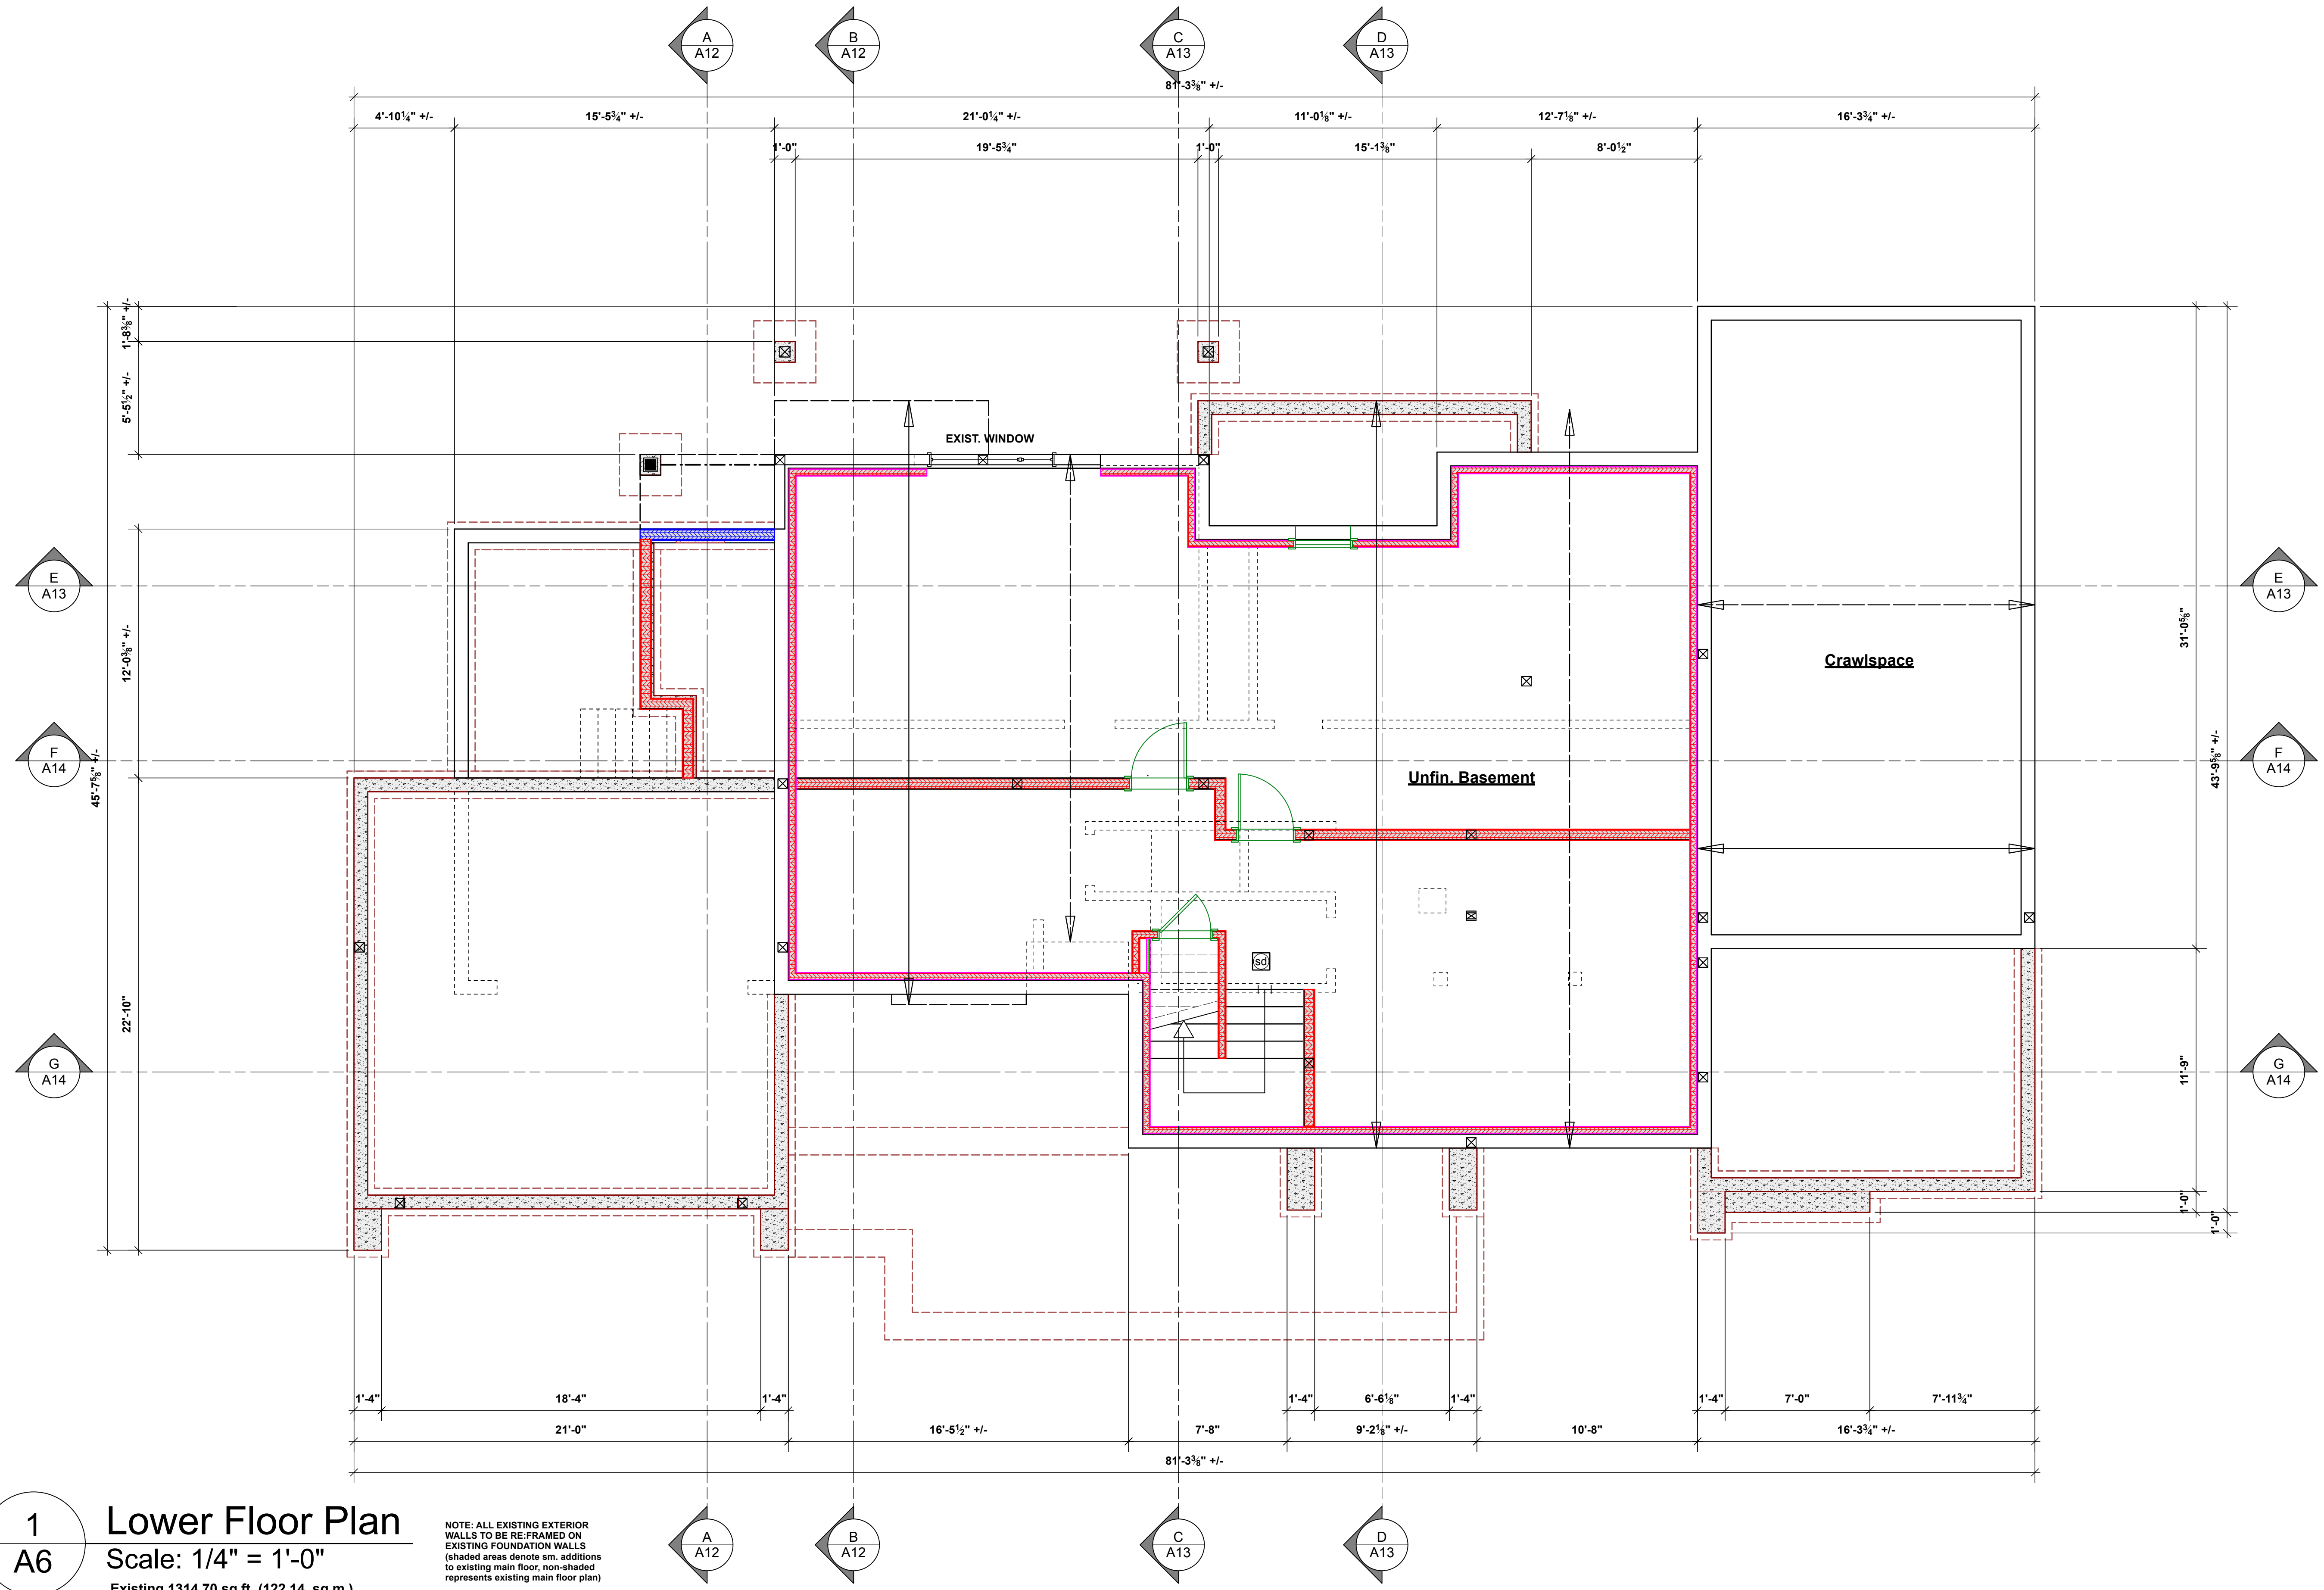 A
A12
B
A12
C
A13
D
A13
81'-3⅜" +/-
4'-10¼" +/-
15'-5¾" +/-
21'-0¼" +/-
11'-0⅛" +/-
12'-7⅛" +/-
16'-3¾" +/-
1'-0"
19'-5¾"
1'-0"
15'-1⅜"
8'-0½"
1'-8⅜" +/-
5'-5½" +/-
EXIST. WINDOW
E
A13
E
A13
12'-0⅜" +/-
31'-0⅝"
Crawlspace
F
A14
F
A14
45'-7⅝" +/-
43'-9⅝" +/-
Unfin. Basement
sd
22'-10"
G
A14
G
A14
11'-9"
1'-0"
1'-0"
1'-4"
18'-4"
1'-4"
1'-4"
6'-6⅛"
1'-4"
1'-4"
7'-0"
7'-11¾"
21'-0"
16'-5½" +/-
7'-8"
9'-2⅛" +/-
10'-8"
16'-3¾" +/-
81'-3⅜" +/-
1
A6
Lower Floor Plan
Scale: 1/4" = 1'-0"
Existing 1314.70 sq.ft. (122.14 sq.m.)
NOTE: ALL EXISTING EXTERIOR
WALLS TO BE RE:FRAMED ON
EXISTING FOUNDATION WALLS
(shaded areas denote sm. additions
to existing main floor, non-shaded
represents existing main floor plan)
A
A12
B
A12
C
A13
D
A13